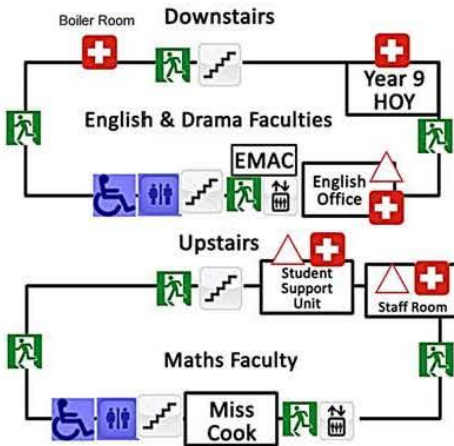 Downstairs
Boiler Room
Year 9
HOY
English & Drama Faculties
EMAC
English
Office
Upstairs
Student
Support
Unit
Staff Room
Maths Faculty
Miss
Cook